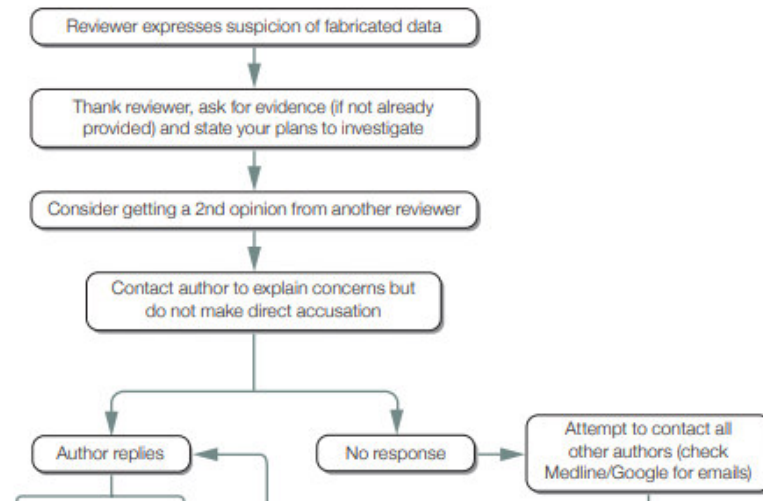 Reviewer expresses suspicion of fabricated data
Thank reviewer, ask for evidence (if not already
provided) and state your plans to investigate
Consider getting a 2nd opinion from another reviewer
Contact author to explain concerns but
do not make direct accusation
Author replies
No response
Attempt to contact all
other authors (check
Medline/Google for emails)